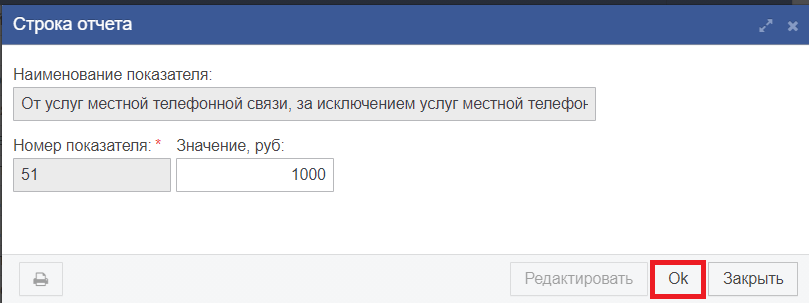 Строка отчета
Наименование показателя:
От услуг местной телефонной связи, за исключением услуг местной телефон
Номер показателя: * Значение, руб:
51 1000
Редактировать Ok Закрыть